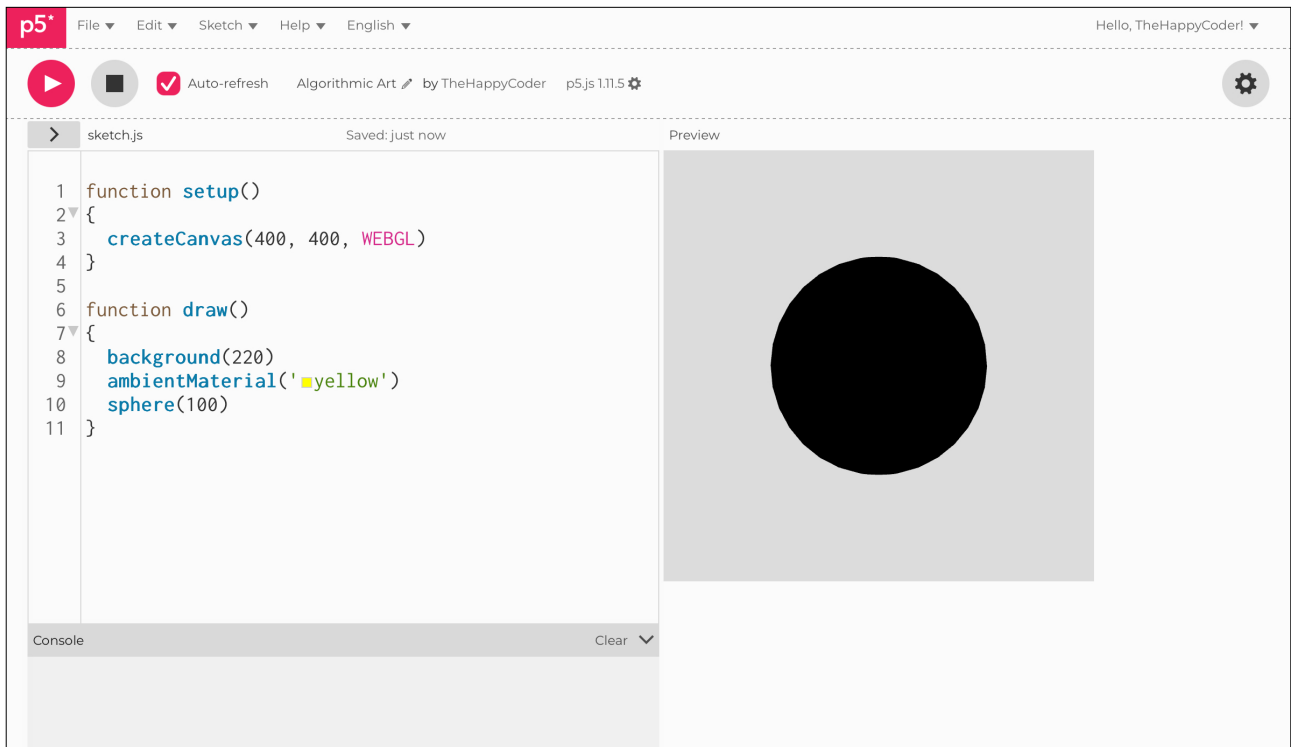 p5* File Edit Sketch Help English Hello, TheHappyCoder!
Auto-refresh Algorithmic Art by TheHappyCoder p5.js 1.11.5
sketch.js Saved: just now Preview
1 function setup()
2 {
3 createCanvas(400, 400, WEBGL)
4 }
5
6 function draw()
7 {
8 background(220)
9 ambientMaterial('yellow')
10 sphere(100)
11 }
Console Clear